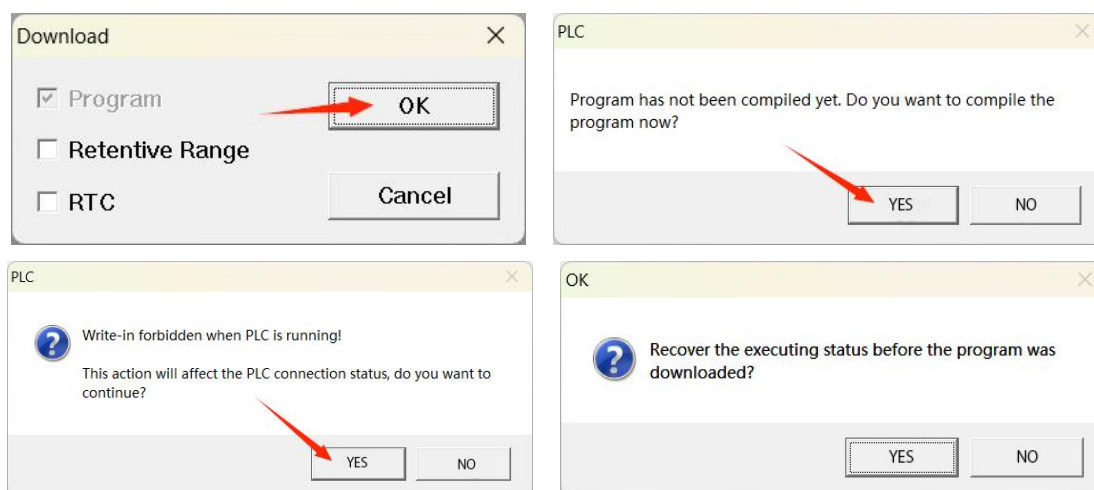 Download
Program
OK
Retentive Range
RTC
Cancel
PLC
Program has not been compiled yet. Do you want to compile the
program now?
YES
NO
PLC
Write-in forbidden when PLC is running!
This action will affect the PLC connection status, do you want to
continue?
YES
NO
OK
Recover the executing status before the program was
downloaded?
YES
NO